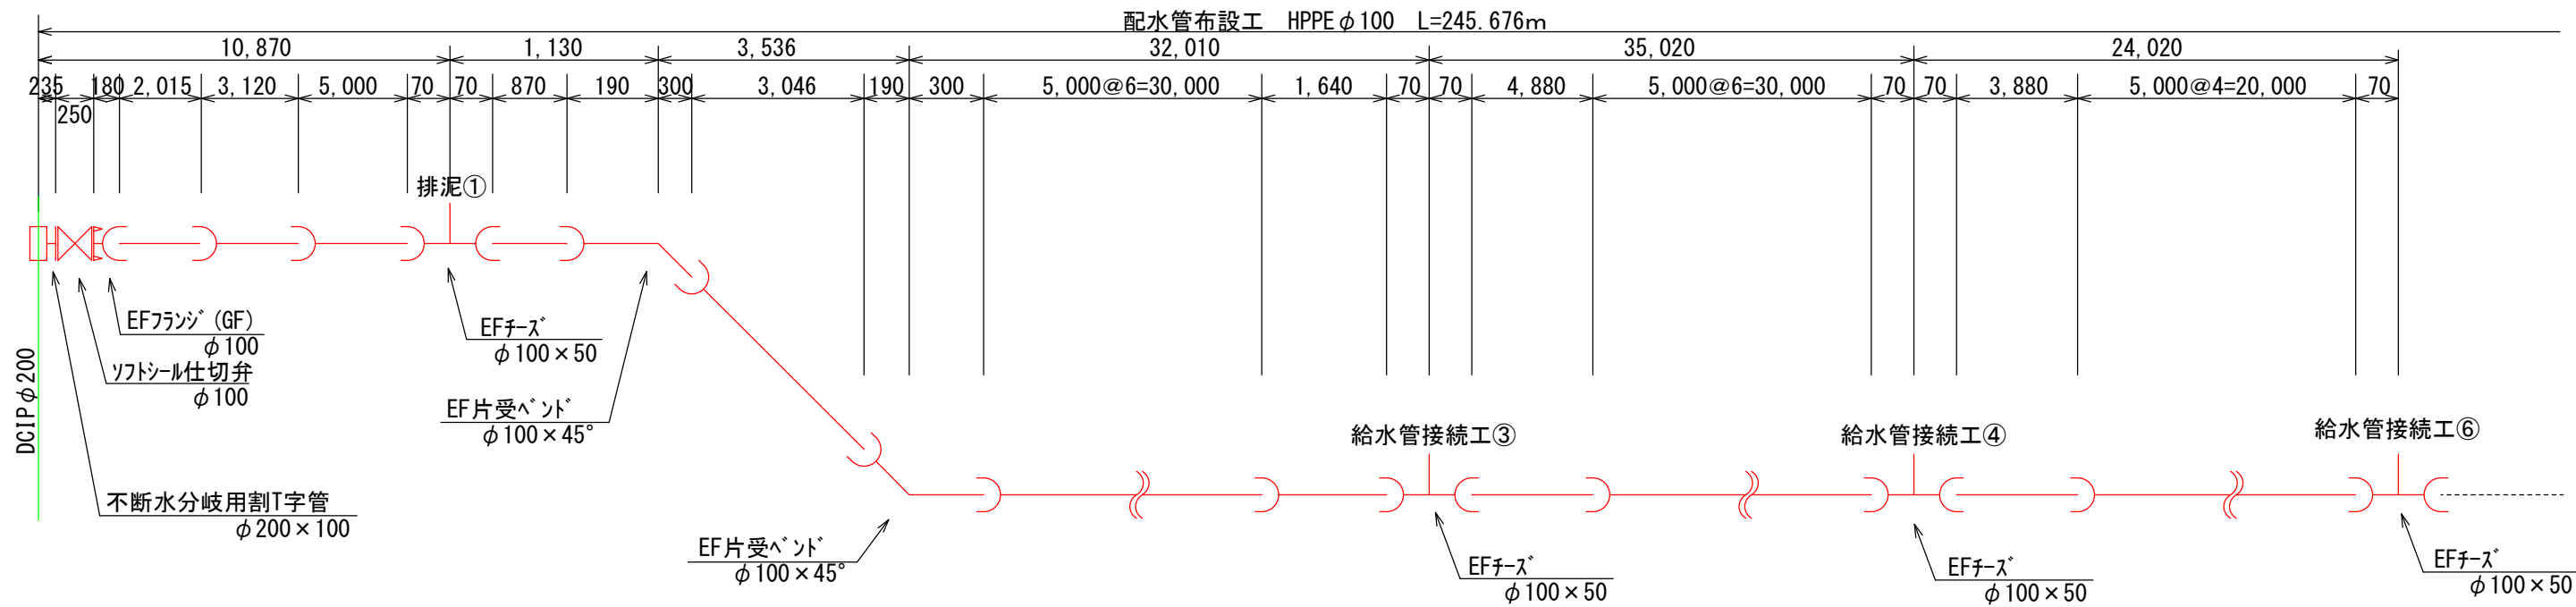 配水管布設工 HPPEφ100 L=245.676m
10,870 1,130 3,536 32,010 35,020 24,020
235 250 180 2,015 3,120 5,000 70 70 870 190 300 3,046 190 300 5,000@6=30,000 1,640 70 70 4,880 5,000@6=30,000 70 70 3,880 5,000@4=20,000 70
排泥①
EFフランジ(GF)
φ100
ソフトシール仕切弁
φ100
EFチーズ
φ100×50
EF片受ベンド
φ100×45°
DCIPφ200
不断水分岐用割T字管
φ200×100
EF片受ベンド
φ100×45°
給水管接続工③
EFチーズ
φ100×50
給水管接続工④
EFチーズ
φ100×50
給水管接続工⑥
EFチーズ
φ100×50